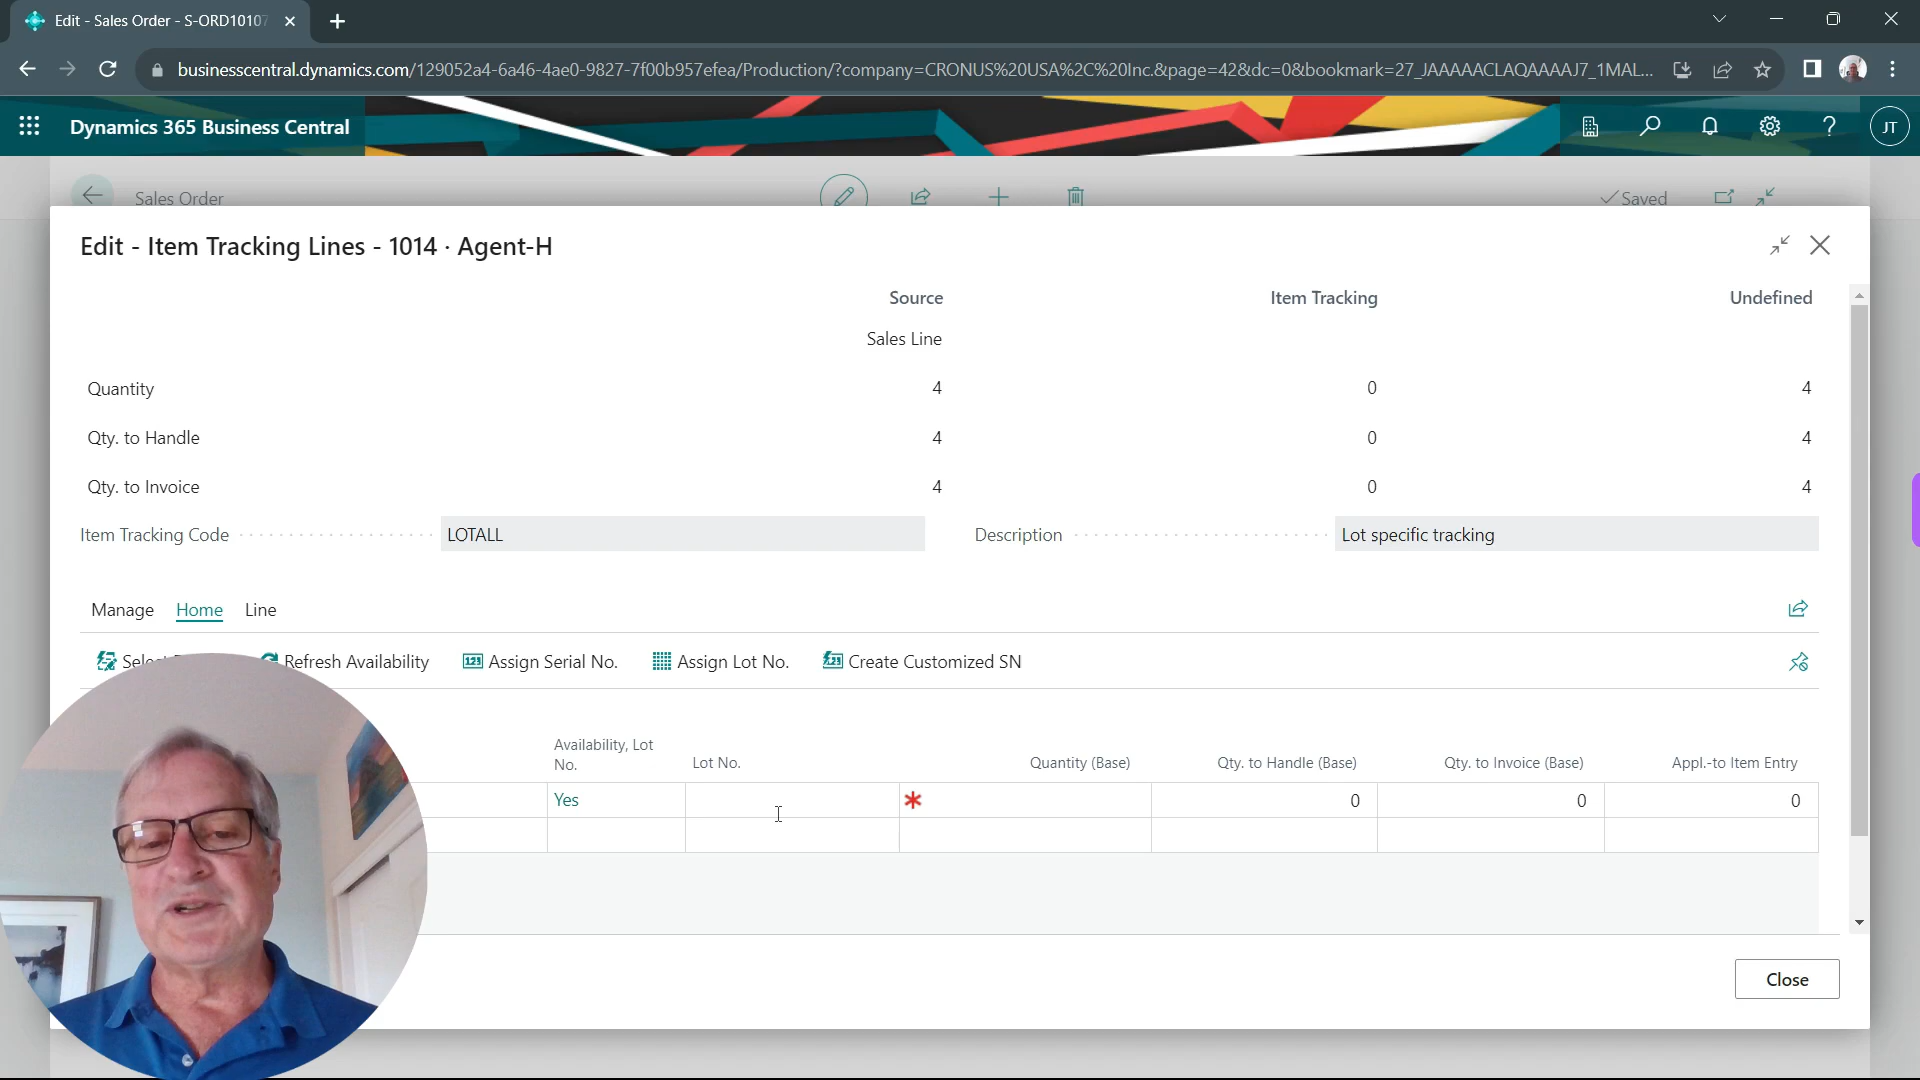 Edit - Sales Order - S-ORD10107
businesscentral.dynamics.com/129052a4-6a46-4ae0-9827-7f00b957efea/Production/?company=CRONUS%20USA%2C%20Inc.&page=42&dc=0&bookmark=27_JAAAAACLAQAAAAJ7_1MAL...
Dynamics 365 Business Central
JT
Sales Order
Saved
Edit - Item Tracking Lines - 1014 · Agent-H
Source Item Tracking Undefined
Sales Line
Quantity 4 0 4
Qty. to Handle 4 0 4
Qty. to Invoice 4 0 4
Item Tracking Code LOTALL Description Lot specific tracking
Manage Home Line
Refresh Availability Assign Serial No. Assign Lot No. Create Customized SN
Availability, Lot
No. Lot No. Quantity (Base) Qty. to Handle (Base) Qty. to Invoice (Base) Appl.-to Item Entry
Yes 0 0 0
Close